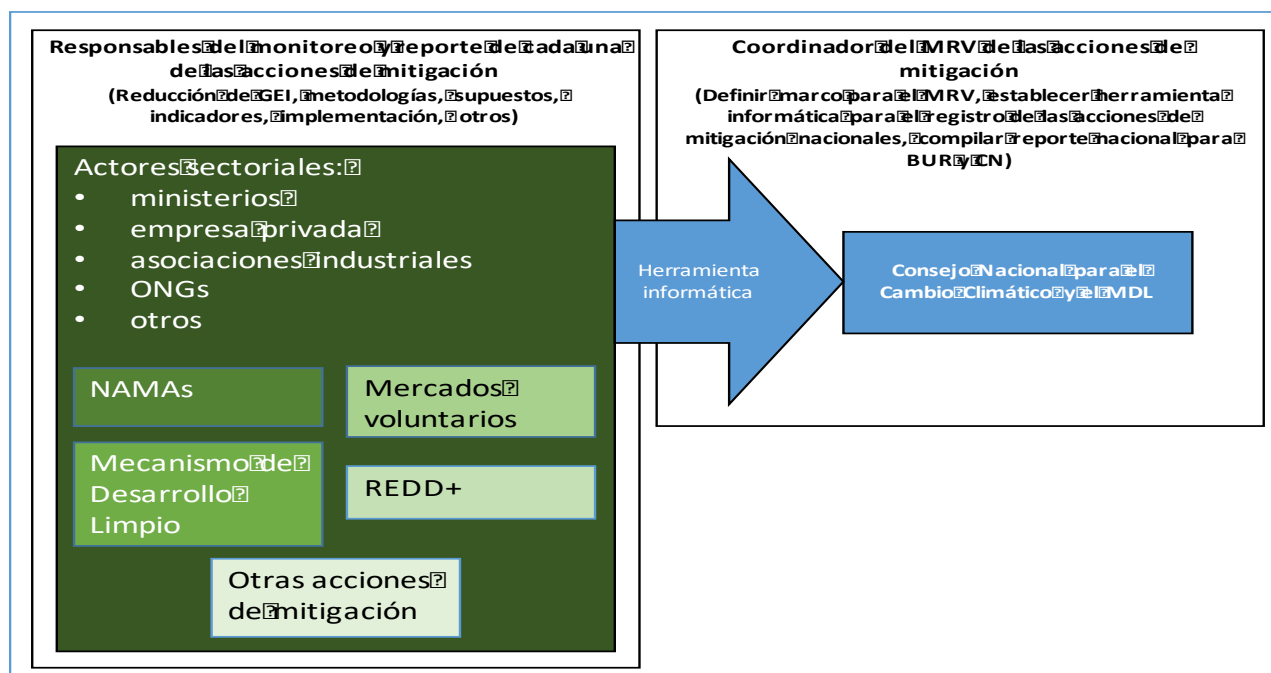 Responsables del monitoreo y reporte de cada una
de las acciones de mitigación
(Reducción de GEI, metodologías, supuestos,
indicadores, implementación, otros)
Actores sectoriales:
• ministerios
• empresa privada
• asociaciones industriales
• ONGs
• otros
NAMAs
Mercados
voluntarios
Mecanismo de
Desarrollo
Limpio
REDD+
Otras acciones
de mitigación
Herramienta
informática
Coordinador del MRV de las acciones de
mitigación
(Definir marco para el MRV, establecer herramienta
informática para el registro de las acciones de
mitigación nacionales, compilar reporte nacional para
BUR y CN)
Consejo Nacional para el
Cambio Climático y el MDL